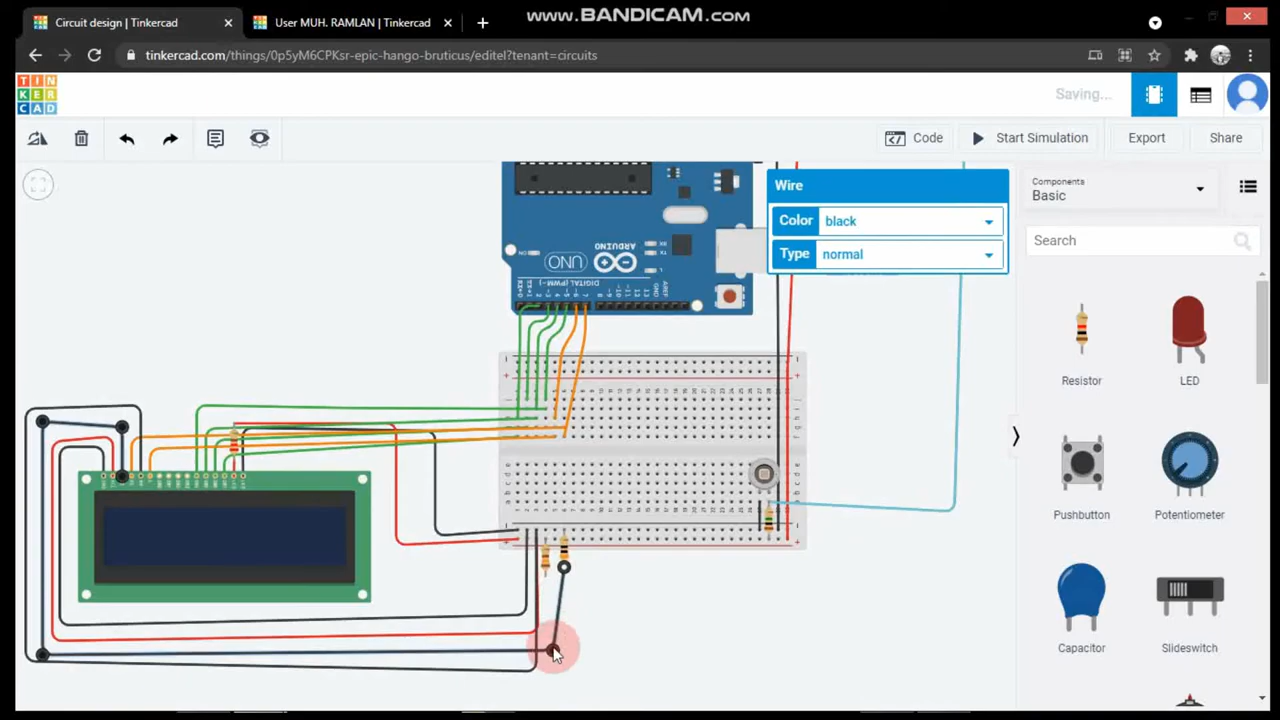 www.BANDICAM.com
Circuit design | Tinkercad
User MUH. RAMLAN | Tinkercad
tinkercad.com/things/0p5yM6CPKsr-epic-hango-bruticus/editel?tenant=circuits
TIN
KER
CAD
Saving...
Code
Start Simulation
Export
Share
Wire
Color
black
Type
normal
Components
Basic
Search
Resistor
LED
Pushbutton
Potentiometer
Capacitor
Slideswitch
UNO
ARDUINO
DIGITAL (PWM~)